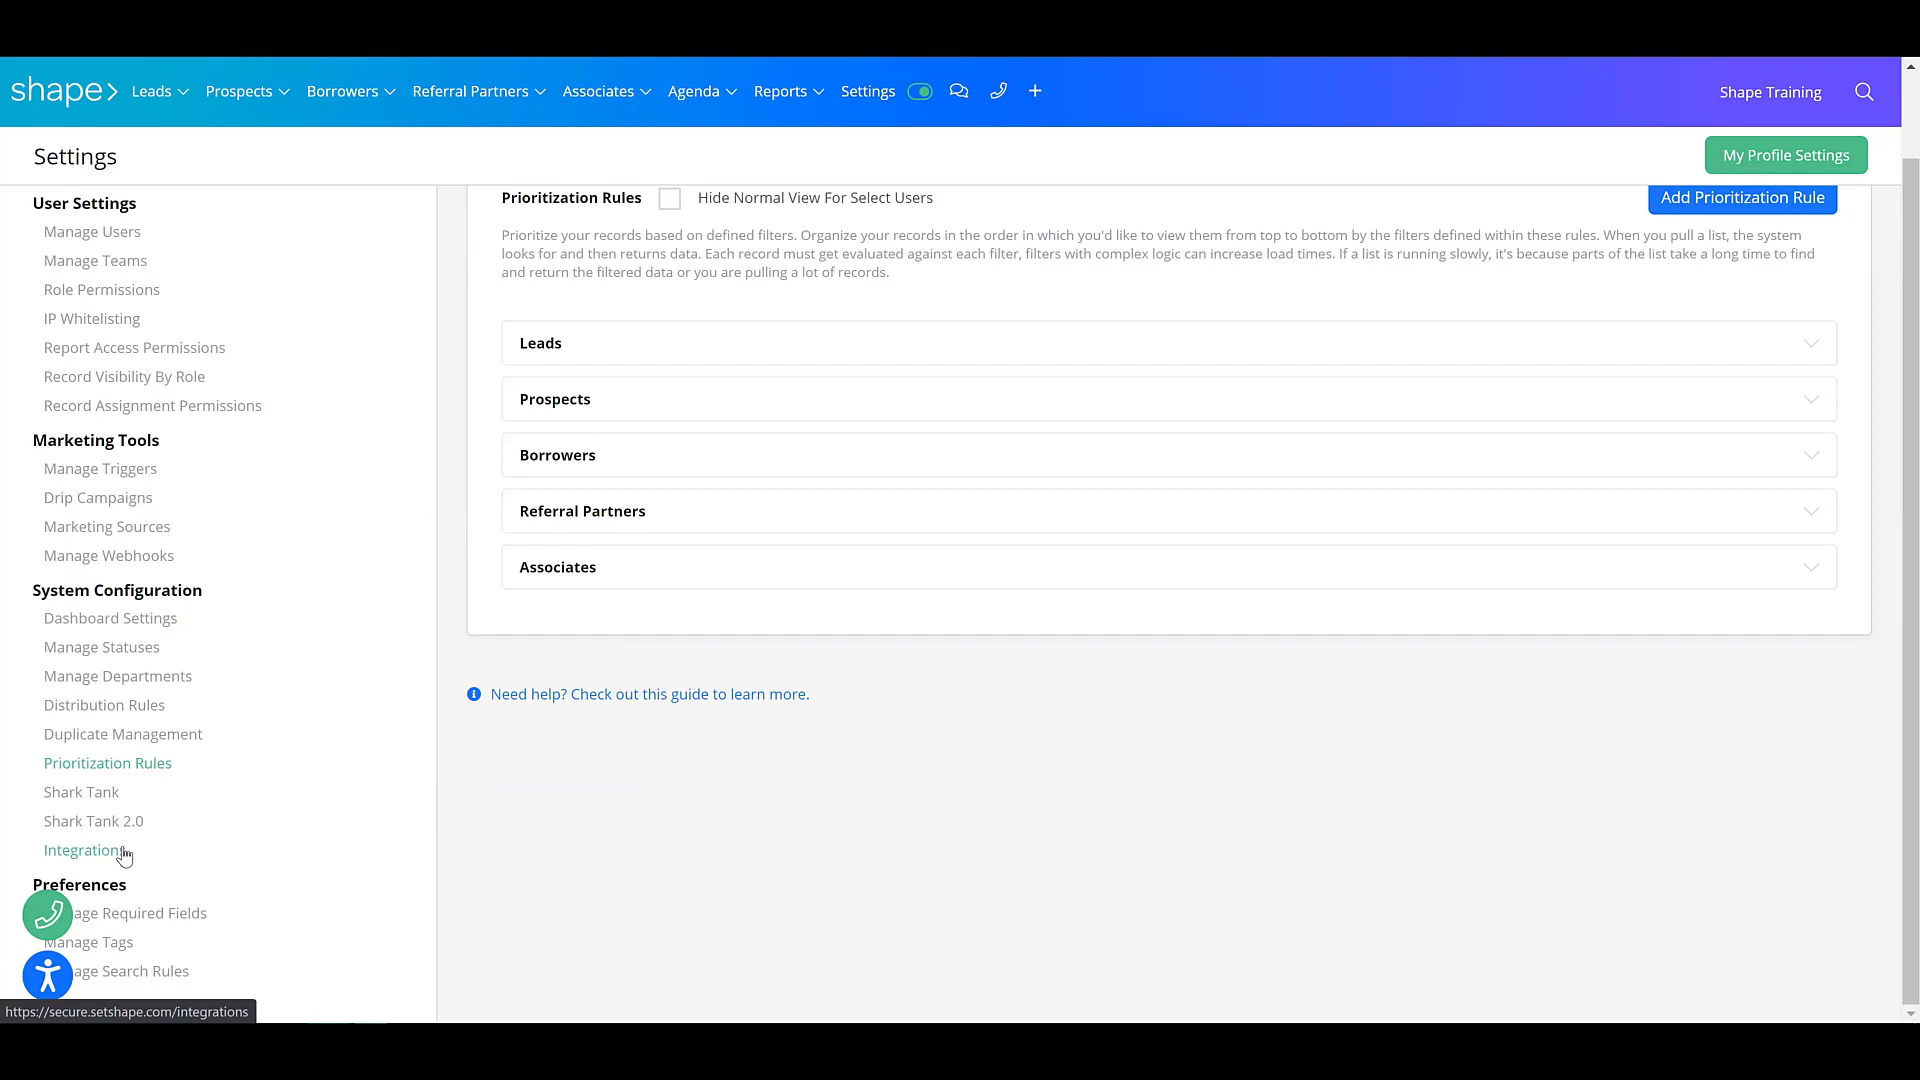 shape
Leads
Prospects
Borrowers
Referral Partners
Associates
Agenda
Reports
Settings
Shape Training
Settings
My Profile Settings
User Settings
Manage Users
Manage Teams
Role Permissions
IP Whitelisting
Report Access Permissions
Record Visibility By Role
Record Assignment Permissions
Marketing Tools
Manage Triggers
Drip Campaigns
Marketing Sources
Manage Webhooks
System Configuration
Dashboard Settings
Manage Statuses
Manage Departments
Distribution Rules
Duplicate Management
Prioritization Rules
Shark Tank
Shark Tank 2.0
Integrations
Preferences
age Required Fields
Manage Tags
age Search Rules
https://secure.setshape.com/integrations
Prioritization Rules
Hide Normal View For Select Users
Add Prioritization Rule
Prioritize your records based on defined filters. Organize your records in the order in which you'd like to view them from top to bottom by the filters defined within these rules. When you pull a list, the system
looks for and then returns data. Each record must get evaluated against each filter, filters with complex logic can increase load times. If a list is running slowly, it's because parts of the list take a long time to find
and return the filtered data or you are pulling a lot of records.
Leads
Prospects
Borrowers
Referral Partners
Associates
Need help? Check out this guide to learn more.